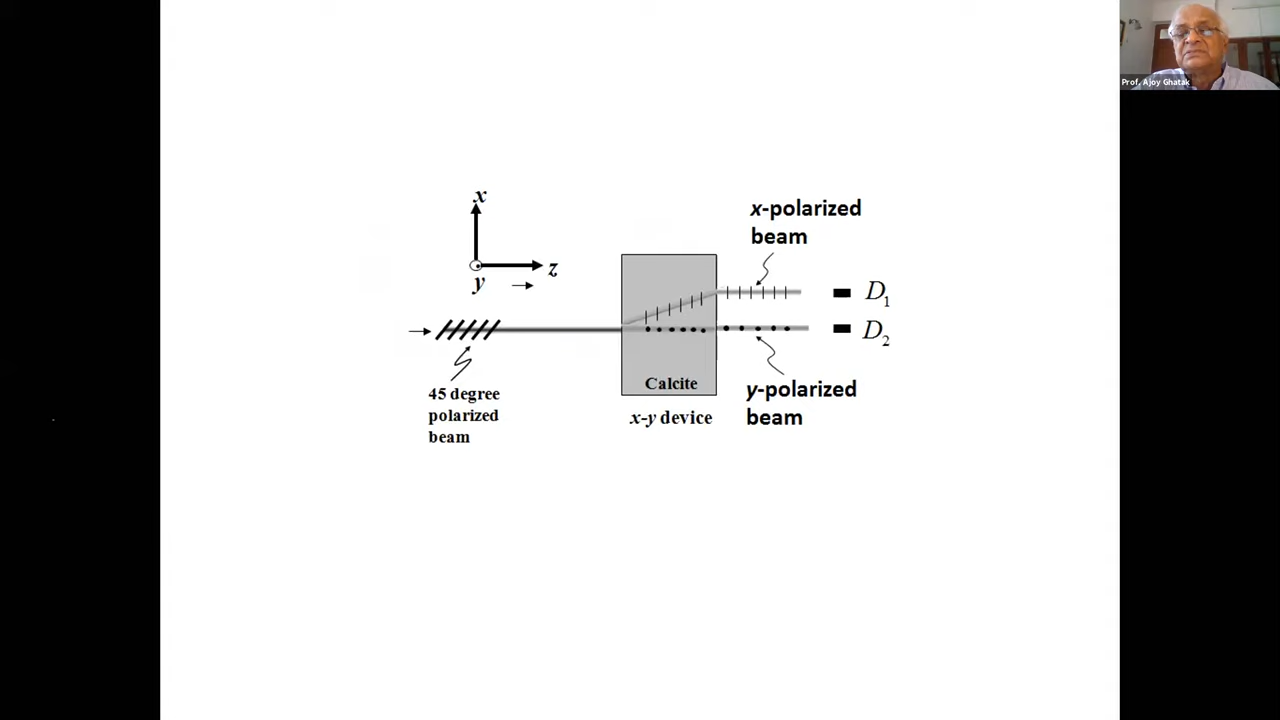 Prof. Ajoy Ghatak
x
z
y
x-polarized
beam
D1
D2
45 degree
polarized
beam
Calcite
x-y device
y-polarized
beam